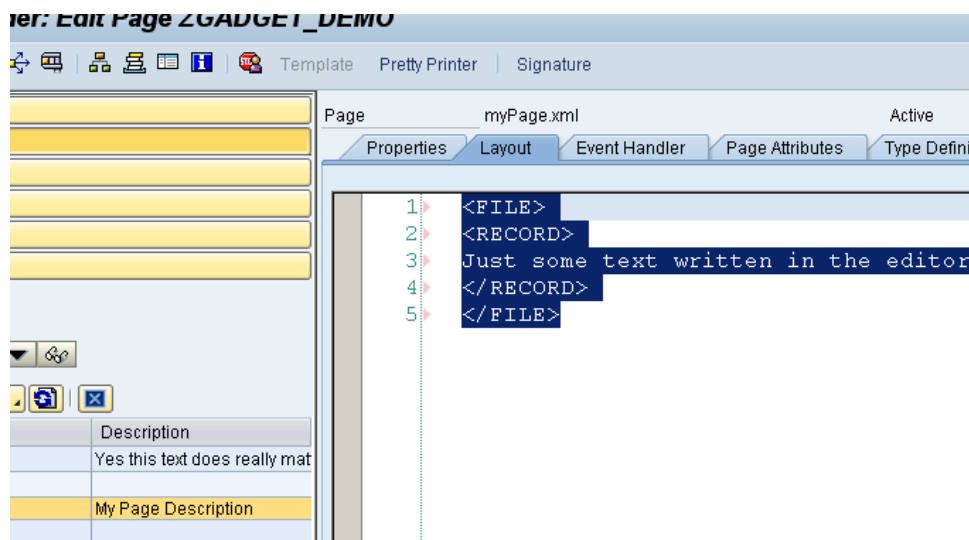 der: Edit Page ZGADGET_DEMO
Template Pretty Printer Signature
Page myPage.xml Active
Properties Layout Event Handler Page Attributes Type Defini
1 <FILE>
2 <RECORD>
3 Just some text written in the editor
4 </RECORD>
5 </FILE>
Description
Yes this text does really mat
My Page Description